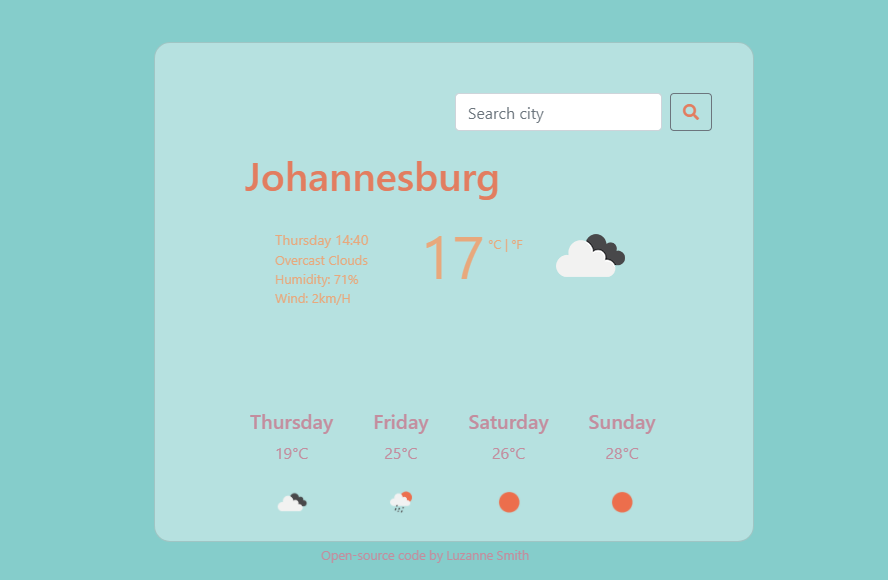 Search city
Johannesburg
Thursday 14:40
Overcast Clouds
Humidity: 71%
Wind: 2km/H
17 °C | °F
Thursday Friday Saturday Sunday
19°C 25°C 26°C 28°C
Open-source code by Luzanne Smith